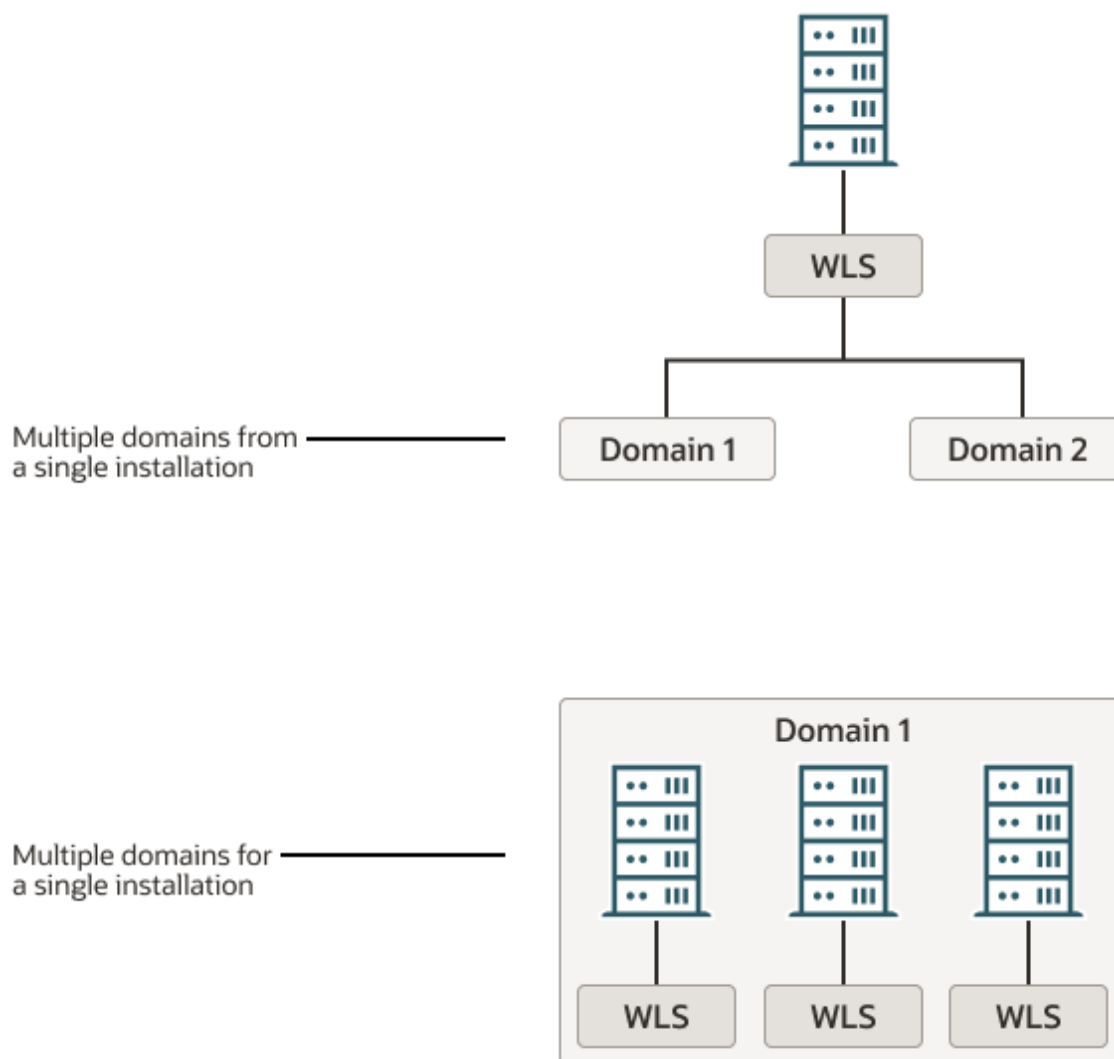 WLS
Multiple domains from
a single installation
Domain 1
Domain 2
Domain 1
Multiple domains for
a single installation
WLS
WLS
WLS